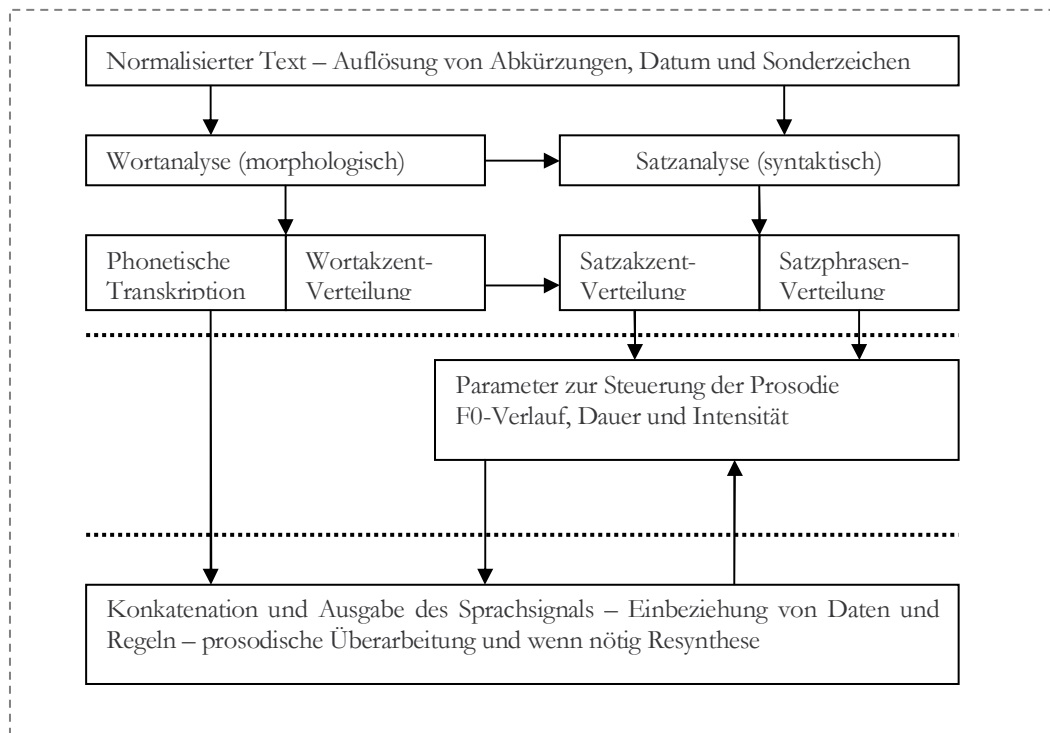 Normalisierter Text – Auflösung von Abkürzungen, Datum und Sonderzeichen
Wortanalyse (morphologisch)
Satzanalyse (syntaktisch)
Phonetische
Transkription
Wortakzent-
Verteilung
Satzakzent-
Verteilung
Satzphrasen-
Verteilung
Parameter zur Steuerung der Prosodie
F0-Verlauf, Dauer und Intensität
Konkatenation und Ausgabe des Sprachsignals – Einbeziehung von Daten und
Regeln – prosodische Überarbeitung und wenn nötig Resynthese